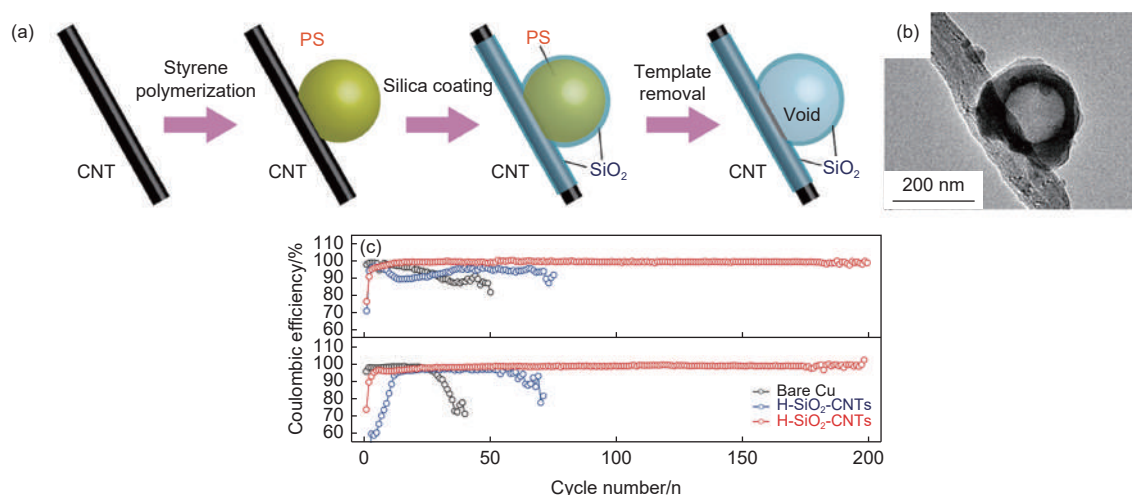 (a)
CNT
Styrene
polymerization
PS
CNT
Silica coating
PS
CNT
SiO₂
Template
removal
Void
CNT
SiO₂
(b)
200 nm
(c)
Coulombic efficiency/%
110
100
90
80
70
60
110
100
90
80
70
60
Bare Cu
H-SiO₂-CNTs
H-SiO₂-CNTs
0
50
100
150
200
Cycle number/n